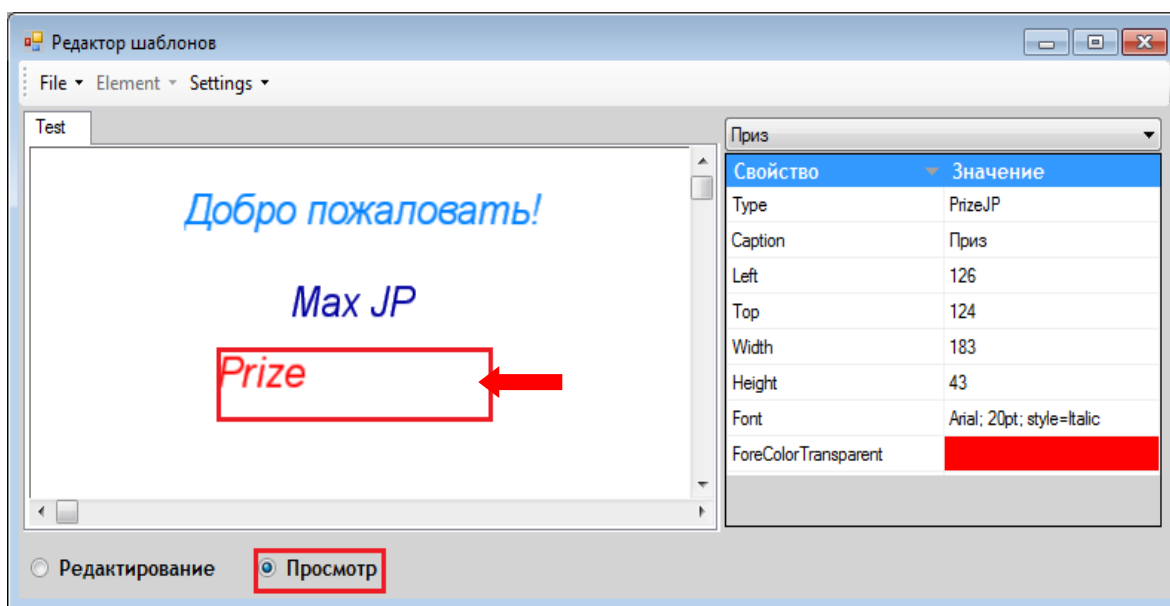 Редактор шаблонов
File Element Settings
Test
Добро пожаловать!
Max JP
Prize
Приз
Свойство Значение
Type PrizeJP
Caption Приз
Left 126
Top 124
Width 183
Height 43
Font Arial; 20pt; style=Italic
ForeColorTransparent
Редактирование Просмотр